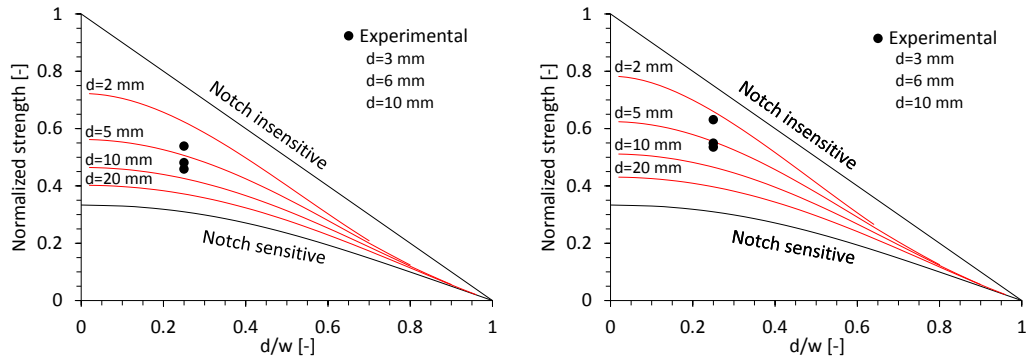 Normalized strength [-]
1
0.8
0.6
0.4
0.2
0
0
0.2
0.4
0.6
0.8
1
d/w [-]
Experimental
d=3 mm
d=6 mm
d=10 mm
Notch insensitive
d=2 mm
d=5 mm
d=10 mm
d=20 mm
Notch sensitive
Normalized strength [-]
1
0.8
0.6
0.4
0.2
0
0
0.2
0.4
0.6
0.8
1
d/w [-]
Experimental
d=3 mm
d=6 mm
d=10 mm
Notch insensitive
d=2 mm
d=5 mm
d=10 mm
d=20 mm
Notch sensitive